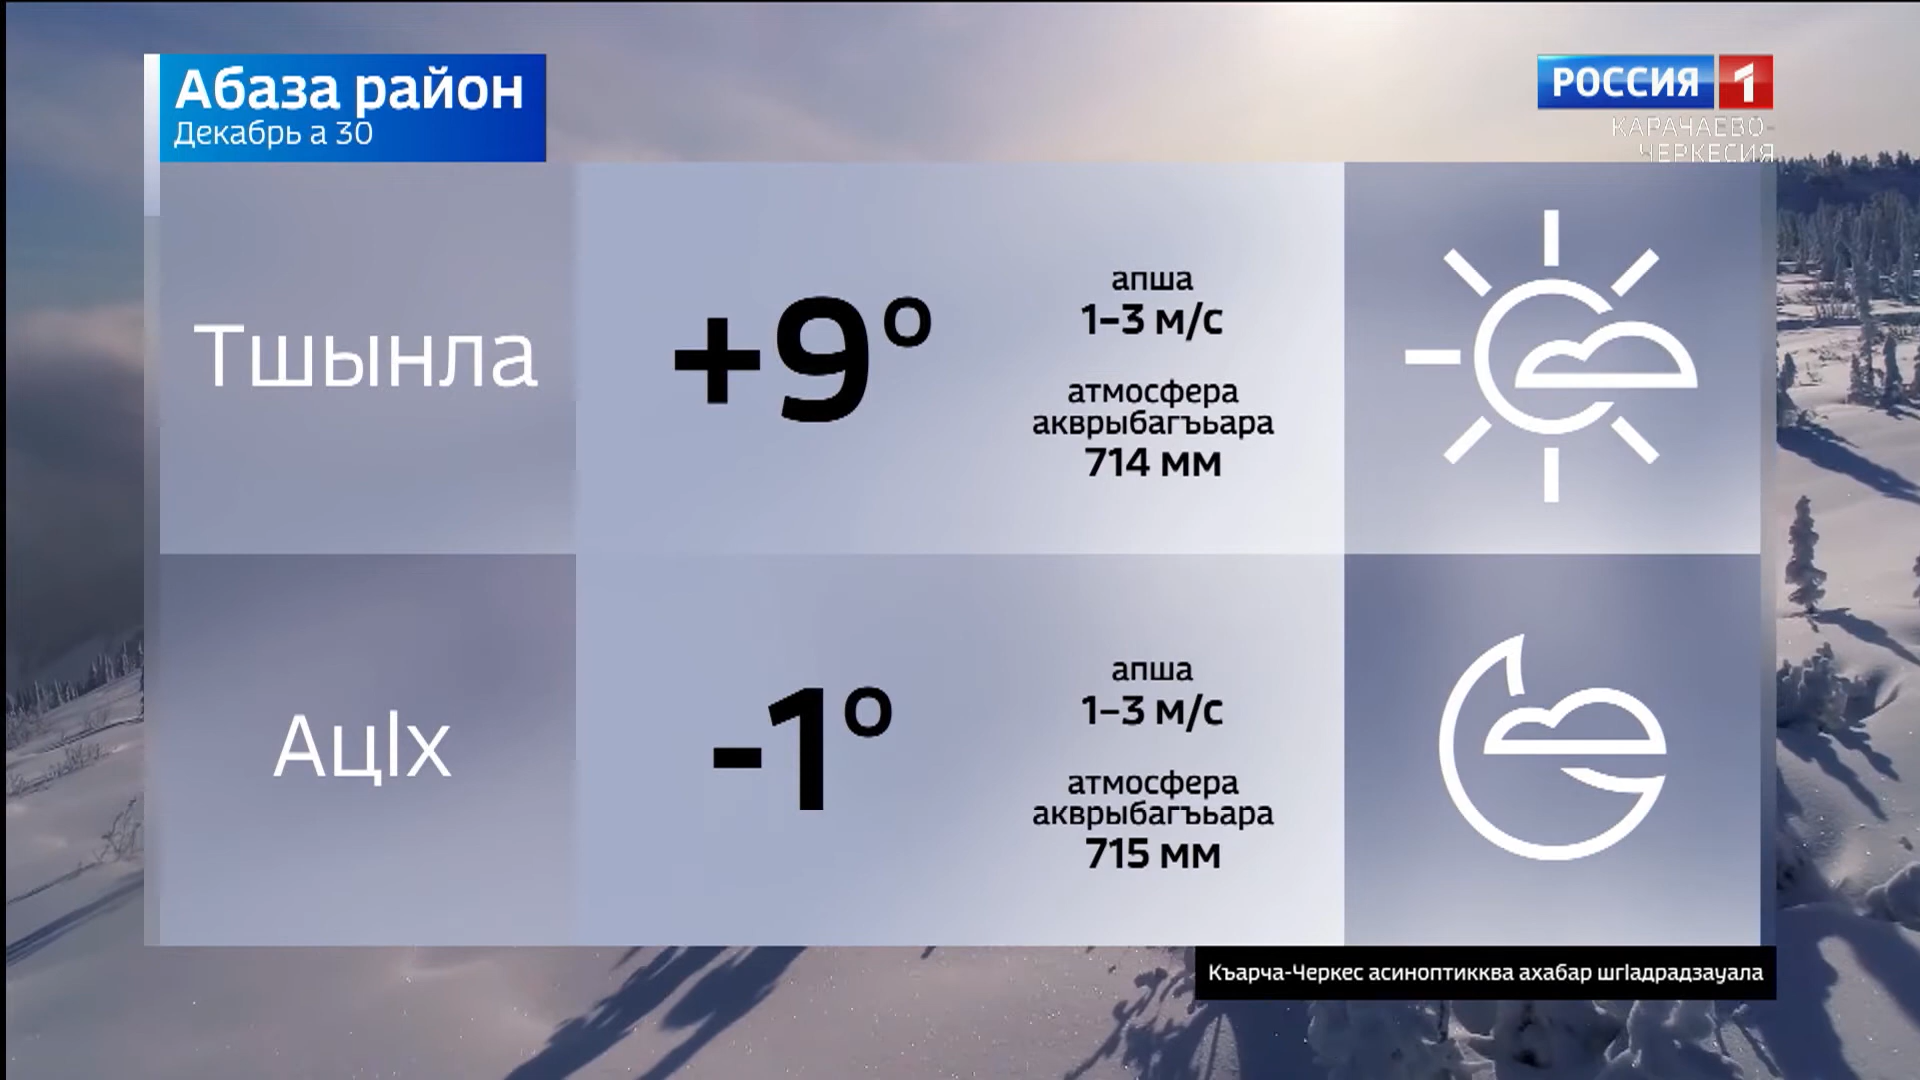 Абаза район
Декабрь а 30
РОССИЯ 1
КАРАЧАЕВО-
ЧЕРКЕСИЯ
Тшынла
+9°
апша
1-3 м/с
атмосфера
акврыбагъьара
714 мм
АцӀх
-1°
апша
1-3 м/с
атмосфера
акврыбагъьара
715 мм
Къарча-Черкес асиноптикква ахабар шгӀадрадзауала